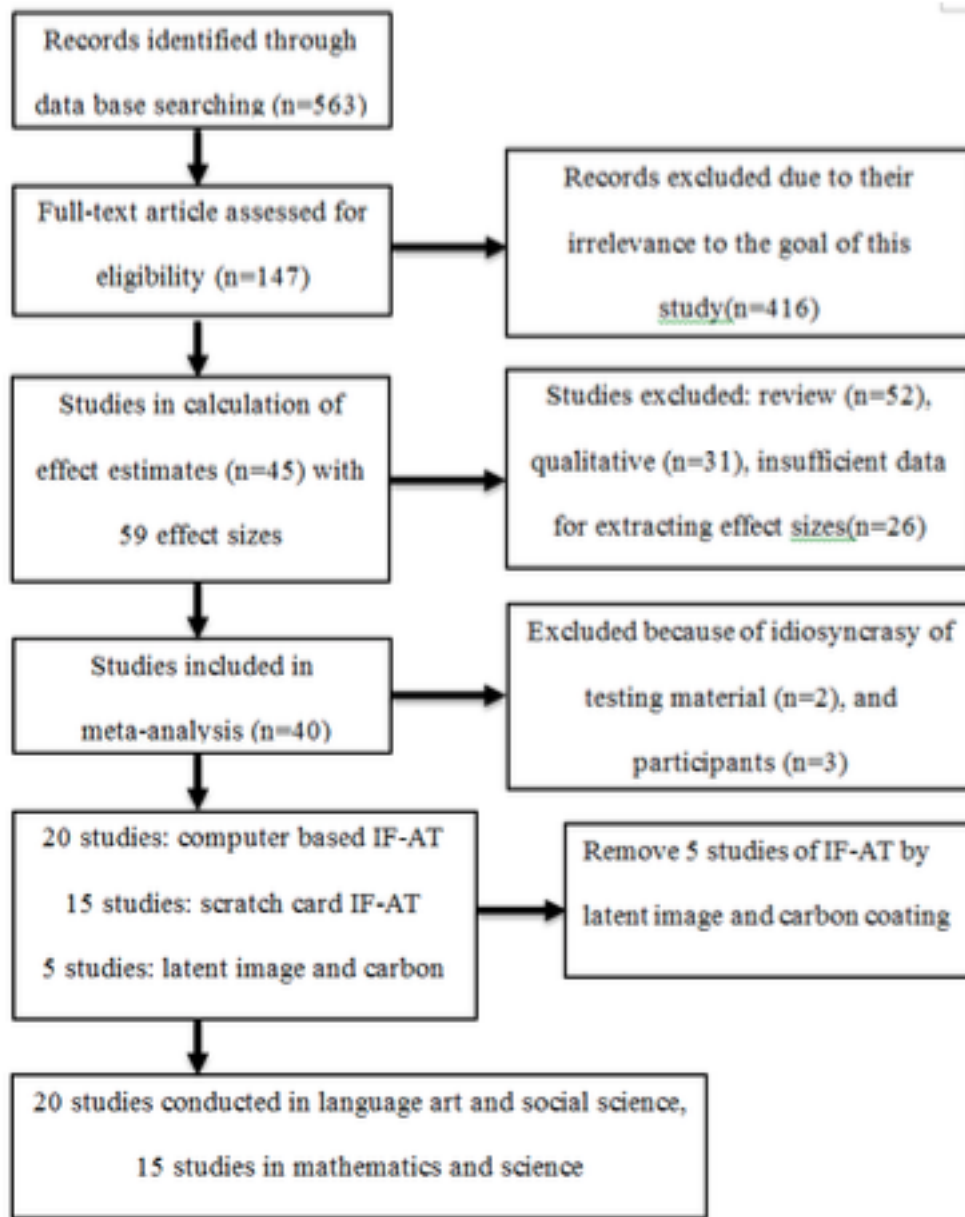 Records identified through
data base searching (n=563)
Full-text article assessed for
eligibility (n=147)
Records excluded due to their
irrelevance to the goal of this
study(n=416)
Studies in calculation of
effect estimates (n=45) with
59 effect sizes
Studies excluded: review (n=52),
qualitative (n=31), insufficient data
for extracting effect sizes(n=26)
Studies included in
meta-analysis (n=40)
Excluded because of idiosyncrasy of
testing material (n=2), and
participants (n=3)
20 studies: computer based IF-AT
15 studies: scratch card IF-AT
5 studies: latent image and carbon
Remove 5 studies of IF-AT by
latent image and carbon coating
20 studies conducted in language art and social science,
15 studies in mathematics and science